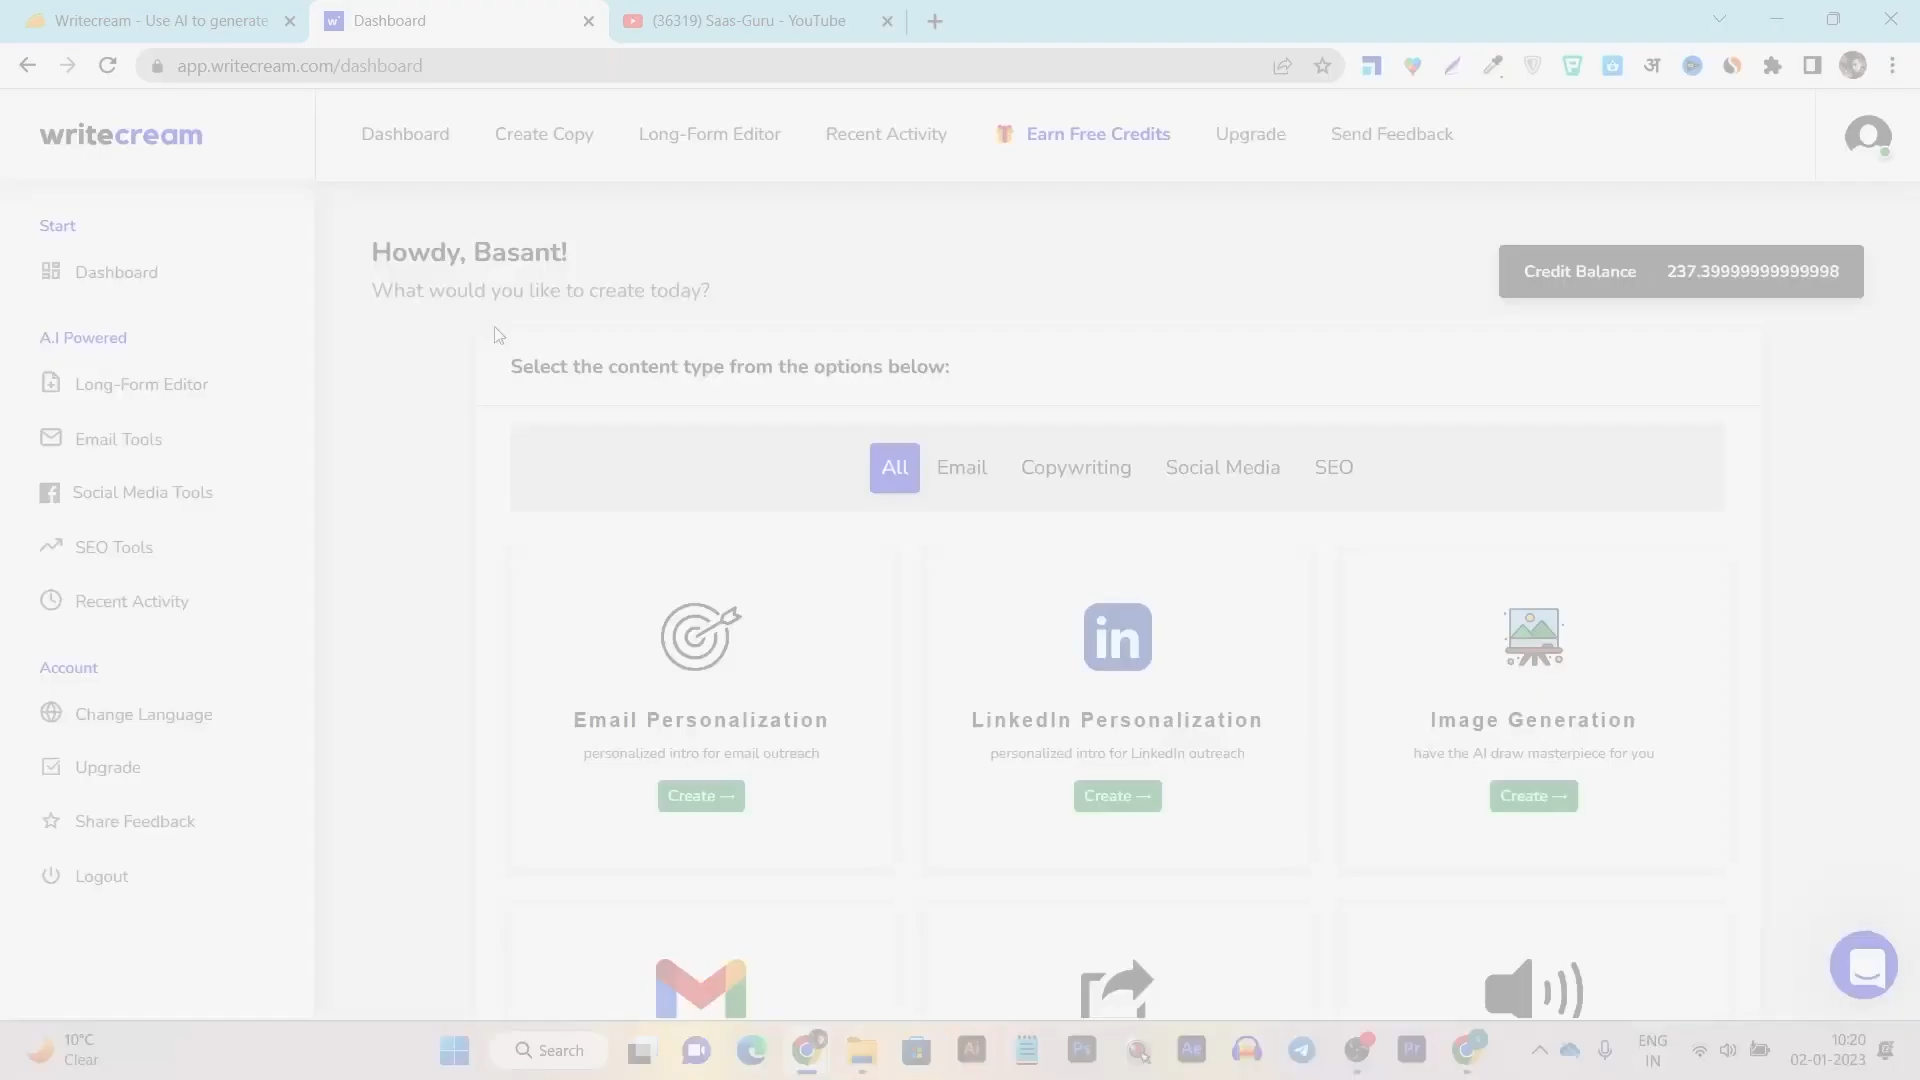 Writecream - Use AI to generate
Dashboard
(36319) Saas-Guru - YouTube
app.writecream.com/dashboard
writecream
Dashboard
Create Copy
Long-Form Editor
Recent Activity
Earn Free Credits
Upgrade
Send Feedback
Start
Dashboard
A.I Powered
Long-Form Editor
Email Tools
Social Media Tools
SEO Tools
Recent Activity
Account
Change Language
Upgrade
Share Feedback
Logout
Howdy, Basant!
What would you like to create today?
Credit Balance 237.39999999999998
Select the content type from the options below:
All
Email
Copywriting
Social Media
SEO
Email Personalization
personalized intro for email outreach
Create →
LinkedIn Personalization
personalized intro for LinkedIn outreach
Create →
Image Generation
have the AI draw masterpiece for you
Create →
10°C
Clear
Search
Ai
Ps
Ae
Pr
ENG
IN
10:20
02-01-2023